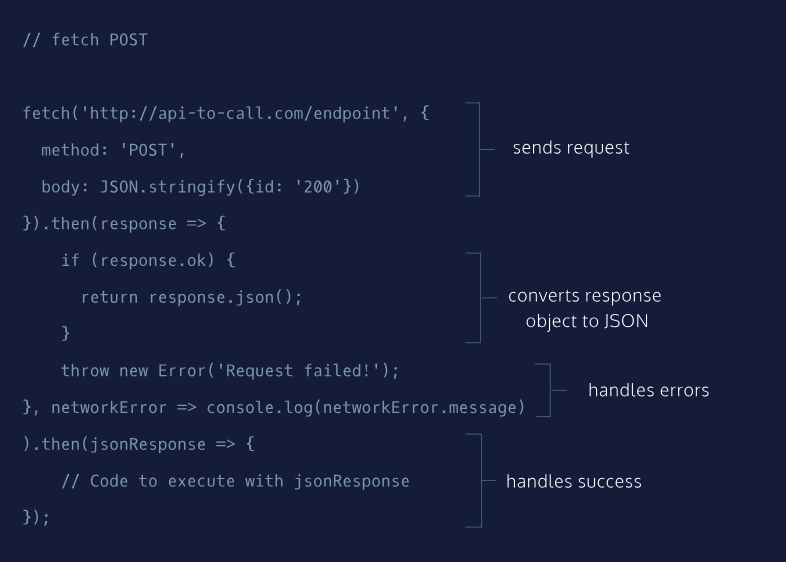 // fetch POST
fetch('http://api-to-call.com/endpoint', {
  method: 'POST',
  body: JSON.stringify({id: '200'})
}).then(response => {
    if (response.ok) {
      return response.json();
    }
    throw new Error('Request failed!');
}, networkError => console.log(networkError.message)
).then(jsonResponse => {
    // Code to execute with jsonResponse
});
sends request
converts response
object to JSON
handles errors
handles success